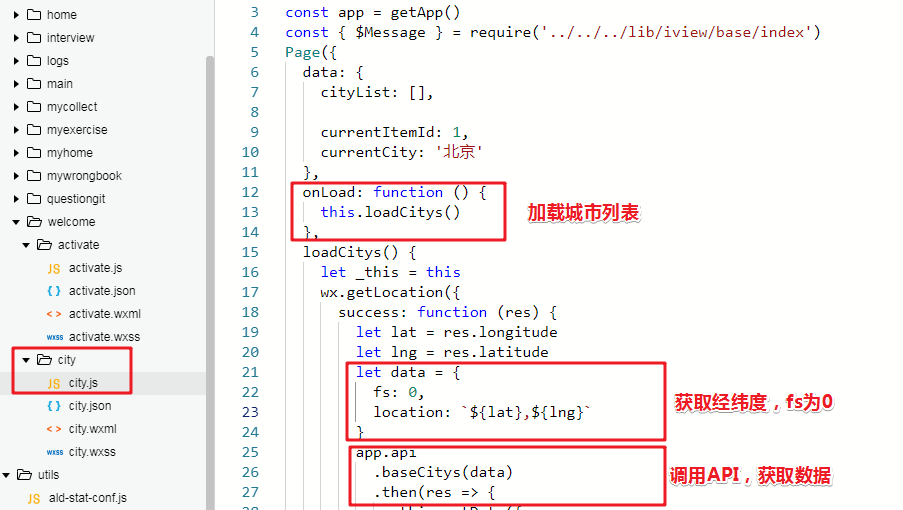 home
interview
logs
main
mycollect
myexercise
myhome
mywrongbook
questiongit
welcome
activate
JS activate.js
{ } activate.json
< > activate.wxml
wxss activate.wxss
city
JS city.js
{ } city.json
< > city.wxml
wxss city.wxss
utils
JS ald-stat-conf.js
3 const app = getApp()
4 const { $Message } = require('../../../lib/iview/base/index')
5 Page({
6 data: {
7 cityList: [],
8
9 currentItemId: 1,
10 currentCity: '北京'
11 },
12 onLoad: function () {
13 this.loadCitys()
14 },
加载城市列表
15 loadCitys() {
16 let _this = this
17 wx.getLocation({
18 success: function (res) {
19 let lat = res.longitude
20 let lng = res.latitude
21 let data = {
22 fs: 0,
23 location: `${lat},${lng}`
24 }
获取经纬度，fs为0
25 app.api
26 .baseCitys(data)
27 .then(res => {
调用API，获取数据